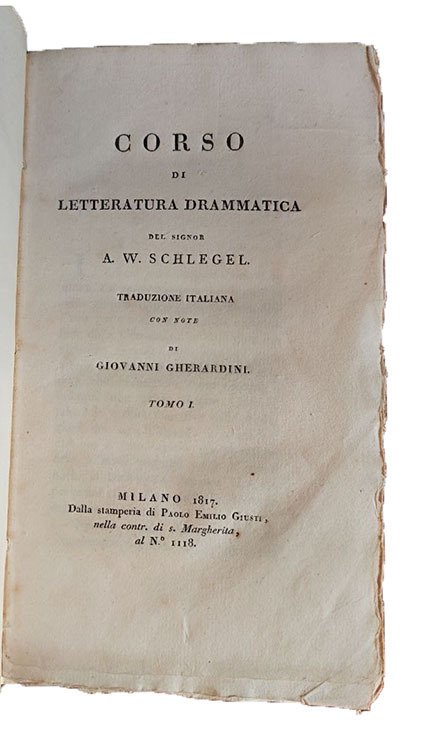 CORSO
DI
LETTERATURA DRAMMATICA
DEL SIGNOR
A. W. SCHLEGEL.
TRADUZIONE ITALIANA
CON NOTE
DI
GIOVANNI GHERARDINI.
TOMO I.
MILANO 1817.
Dalla stamperia di PAOLO EMILIO GIUSTI,
nella contr. di s. Margherita,
al N.º 1118.